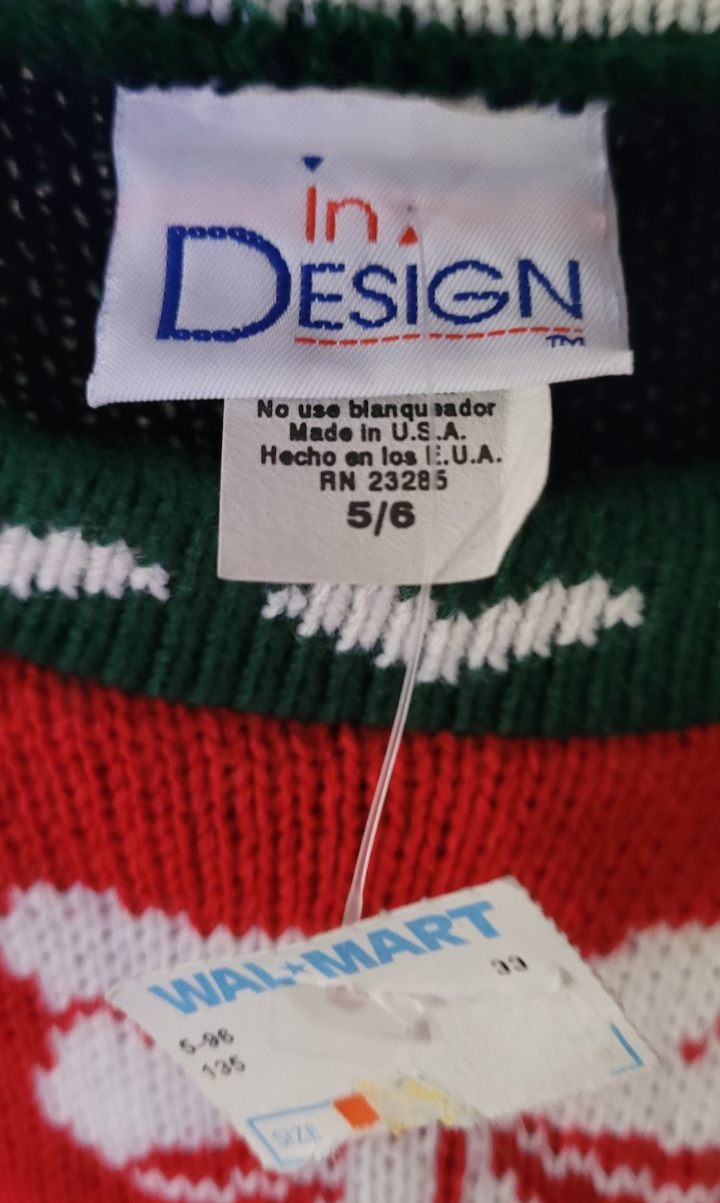 in
DESIGN
TM
No use blanqueador
Made in U.S.A.
Hecho en los E.U.A.
RN 23285
5/6
WAL★MART
33
5-96
135
SIZE